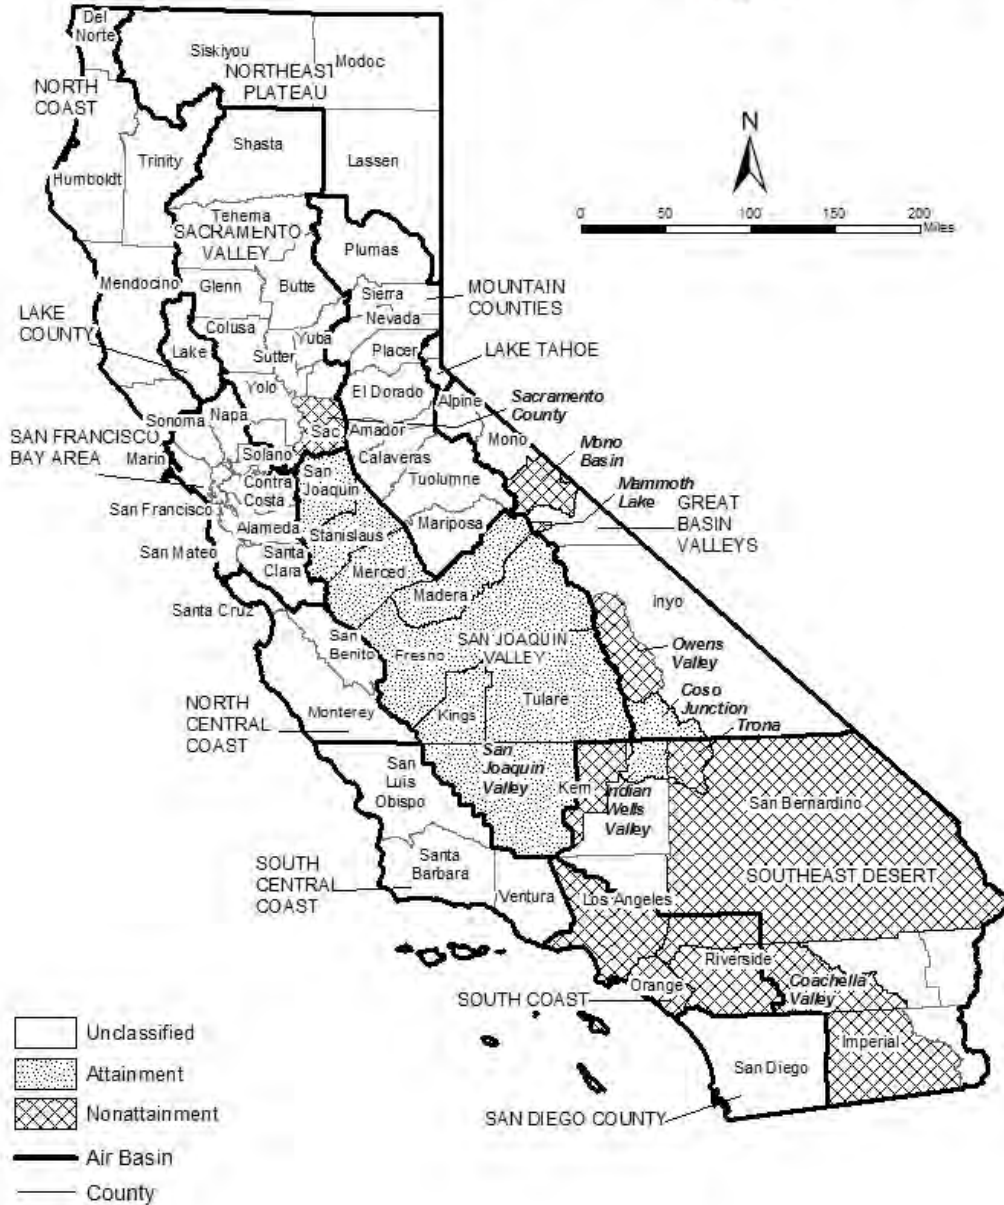 Del
Norte
Siskiyou
Modoc
NORTHEAST
PLATEAU
NORTH
COAST
N
Shasta
Lassen
Trinity
Humboldt
0 50 100 150 200
Miles
Tehema
SACRAMENTO
VALLEY
Plumas
Mendocino
Glenn
Butte
Sierra
MOUNTAIN
COUNTIES
Nevada
LAKE
COUNTY
Colusa
Yuba
Lake
Sutter
Placer
LAKE TAHOE
Yolo
El Dorado
Alpine
Sacramento
County
Sonoma
Napa
Sac
Amador
Mono
SAN FRANCISCO
BAY AREA
Marin
Solano
Calaveras
Mono
Basin
San
Joaquin
Contra
Costa
Tuolumne
Mammoth
Lake
GREAT
BASIN
VALLEYS
San Francisco
Alameda
Stanislaus
Mariposa
San Mateo
Santa
Clara
Merced
Madera
Inyo
Santa Cruz
San
Benito
Fresno
SAN JOAQUIN
VALLEY
Owens
Valley
Tulare
Coso
Junction
NORTH
CENTRAL
COAST
Monterey
Kings
Trona
San
Luis
Obispo
San
Joaquin
Valley
Kern
Indian
Wells
Valley
San Bernardino
SOUTH
CENTRAL
COAST
Santa
Barbara
Ventura
SOUTHEAST DESERT
Los Angeles
Riverside
Orange
Coachella
Valley
SOUTH COAST
Imperial
San Diego
SAN DIEGO COUNTY
Unclassified
Attainment
Nonattainment
Air Basin
County